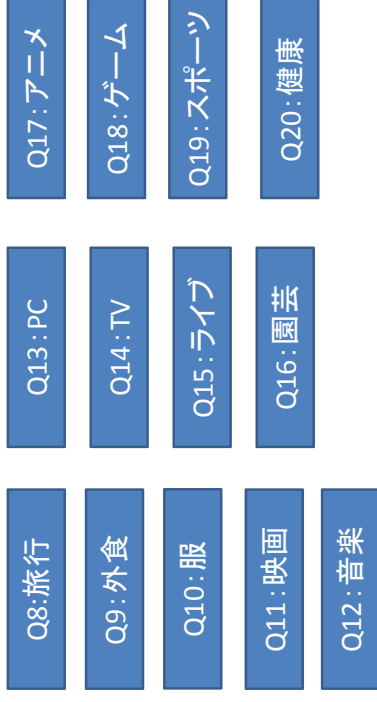 Q8:旅行
Q9:外食
Q10:服
Q11:映画
Q12:音楽
Q13:PC
Q14:TV
Q15:ライブ
Q16:園芸
Q17:アニメ
Q18:ゲーム
Q19:スポーツ
Q20:健康